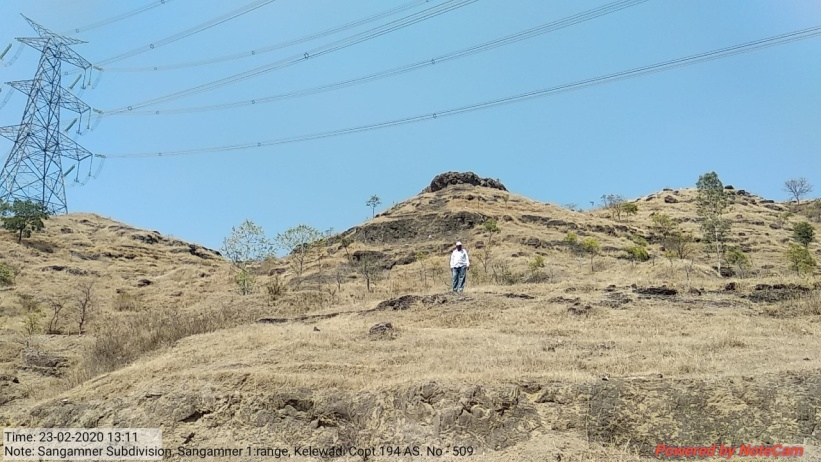 Time: 23-02-2020 13:11
Note: Sangamner Subdivision, Sangamner 1:range, Kelewadi Copt 194 AS. No - 509
Powered by NoteCam